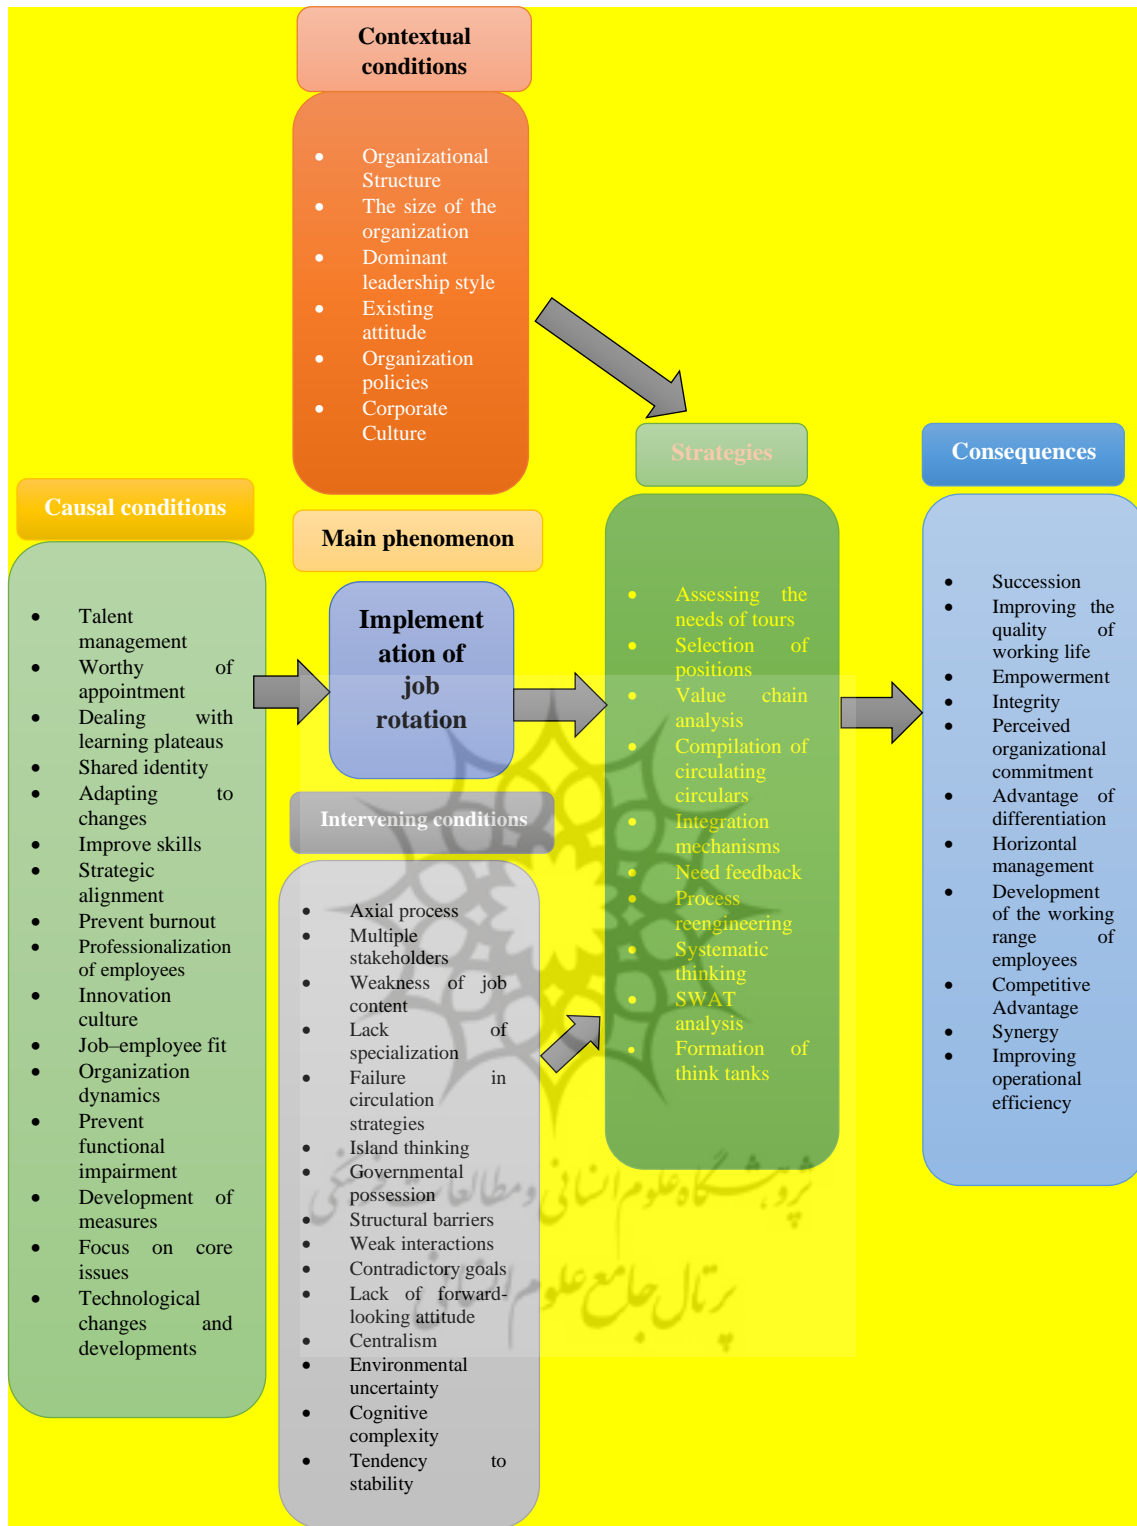 Contextual
conditions
• Organizational
Structure
• The size of the
organization
• Dominant
leadership style
• Existing
attitude
• Organization
policies
• Corporate
Culture
Causal conditions
• Talent
management
• Worthy of
appointment
• Dealing with
learning plateaus
• Shared identity
• Adapting to
changes
• Improve skills
• Strategic
alignment
• Prevent burnout
• Professionalization
of employees
• Innovation
culture
• Job–employee fit
• Organization
dynamics
• Prevent
functional
impairment
• Development of
measures
• Focus on core
issues
• Technological
changes and
developments
Main phenomenon
Implement
ation of
job
rotation
Intervening conditions
• Axial process
• Multiple
stakeholders
• Weakness of job
content
• Lack of
specialization
• Failure in
circulation
strategies
• Island thinking
• Governmental
possession
• Structural barriers
• Weak interactions
• Contradictory goals
• Lack of forward-
looking attitude
• Centralism
• Environmental
uncertainty
• Cognitive
complexity
• Tendency to
stability
Strategies
• Assessing the
needs of tours
• Selection of
positions
• Value chain
analysis
• Compilation of
circulating
circulars
• Integration
mechanisms
• Need feedback
• Process
reengineering
• Systematic
thinking
• SWAT
analysis
• Formation of
think tanks
Consequences
• Succession
• Improving the
quality of
working life
• Empowerment
• Integrity
• Perceived
organizational
commitment
• Advantage of
differentiation
• Horizontal
management
• Development
of the working
range of
employees
• Competitive
Advantage
• Synergy
• Improving
operational
efficiency
پژوهشگاه علوم انسانی و مطالعات فرهنگی
پرتال جامع علوم انسانی